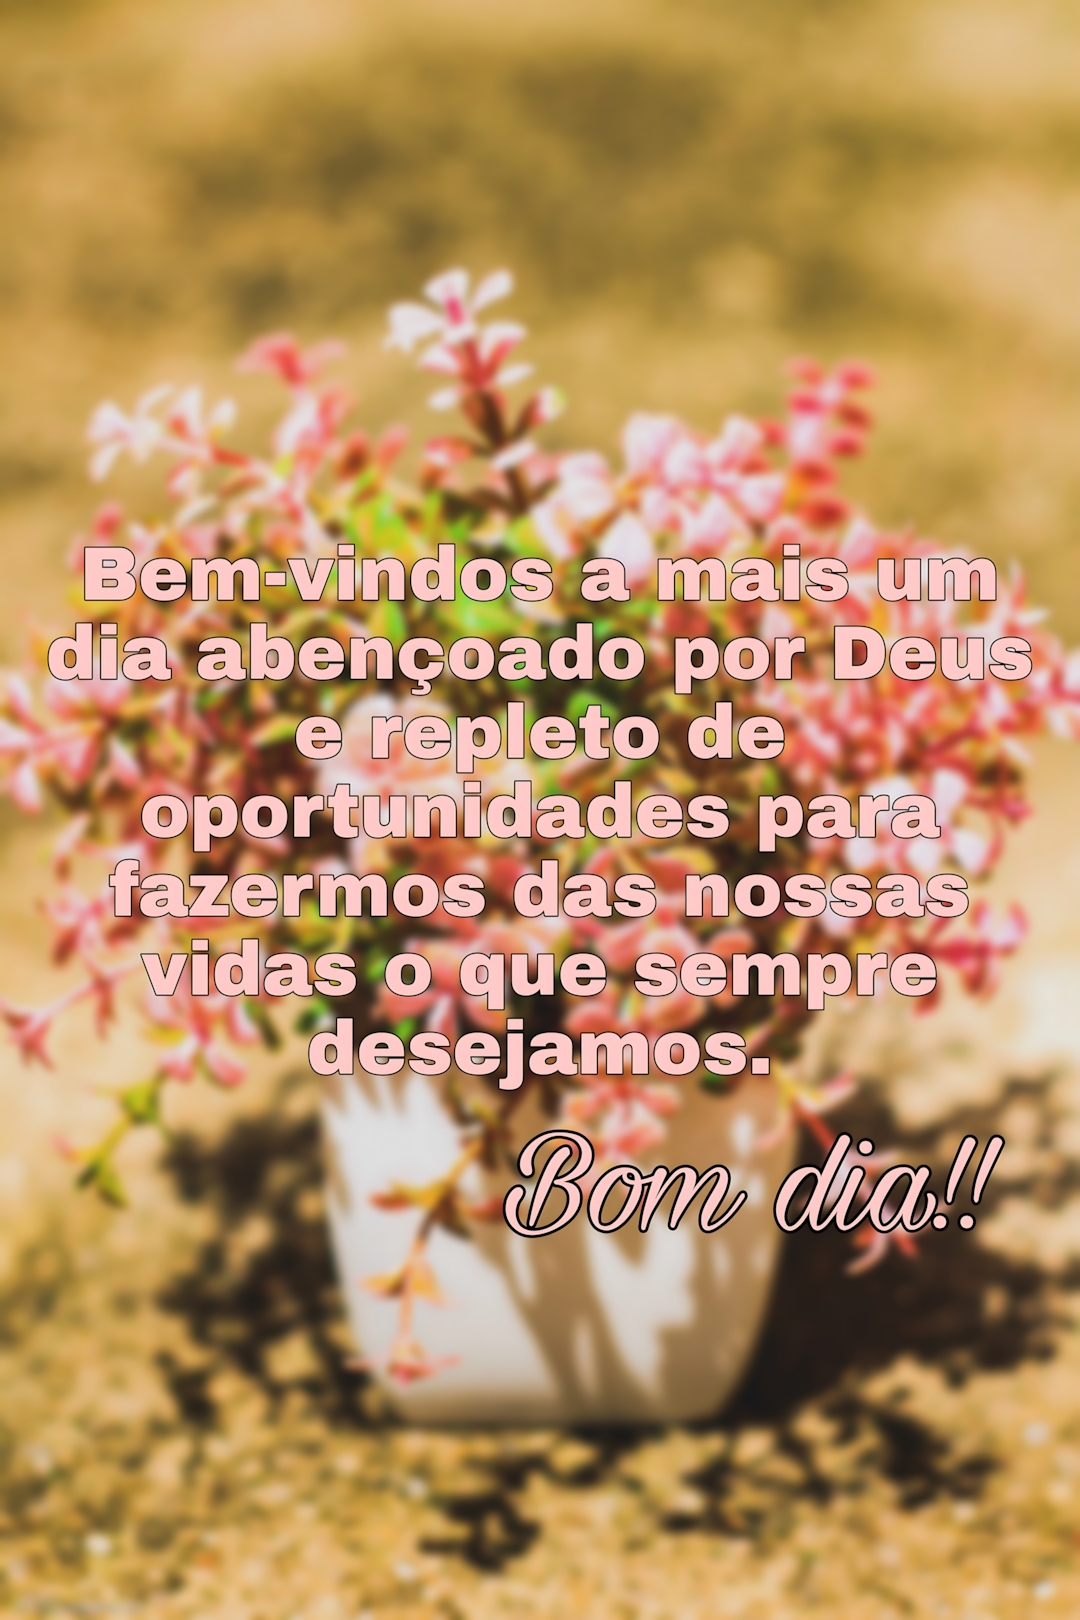 Bem-vindos a mais um
dia abençoado por Deus
e repleto de
oportunidades para
fazermos das nossas
vidas o que sempre
desejamos.
Bom dia!!